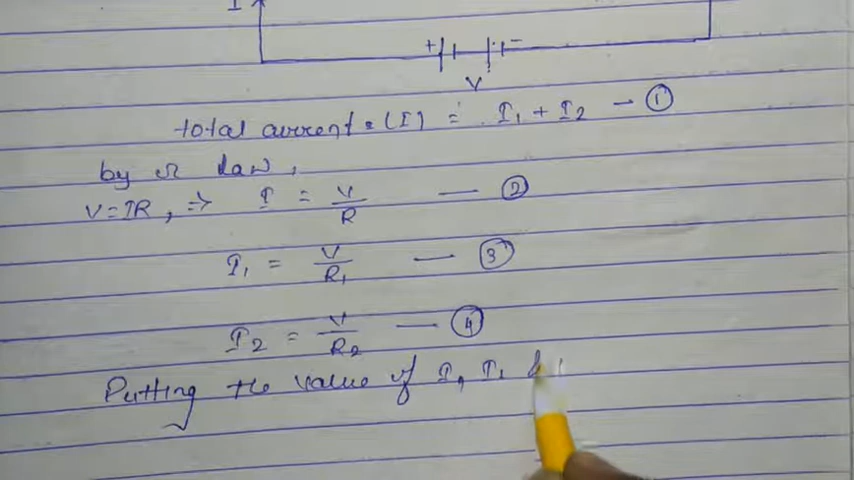 I
+ -
V
total current (I) = I₁ + I₂ — ①
by Ω law,
V = IR, ⇒ I = V/R — ②
I₁ = V/R₁ — ③
I₂ = V/R₂ — ④
Putting the value of I, I₁ &